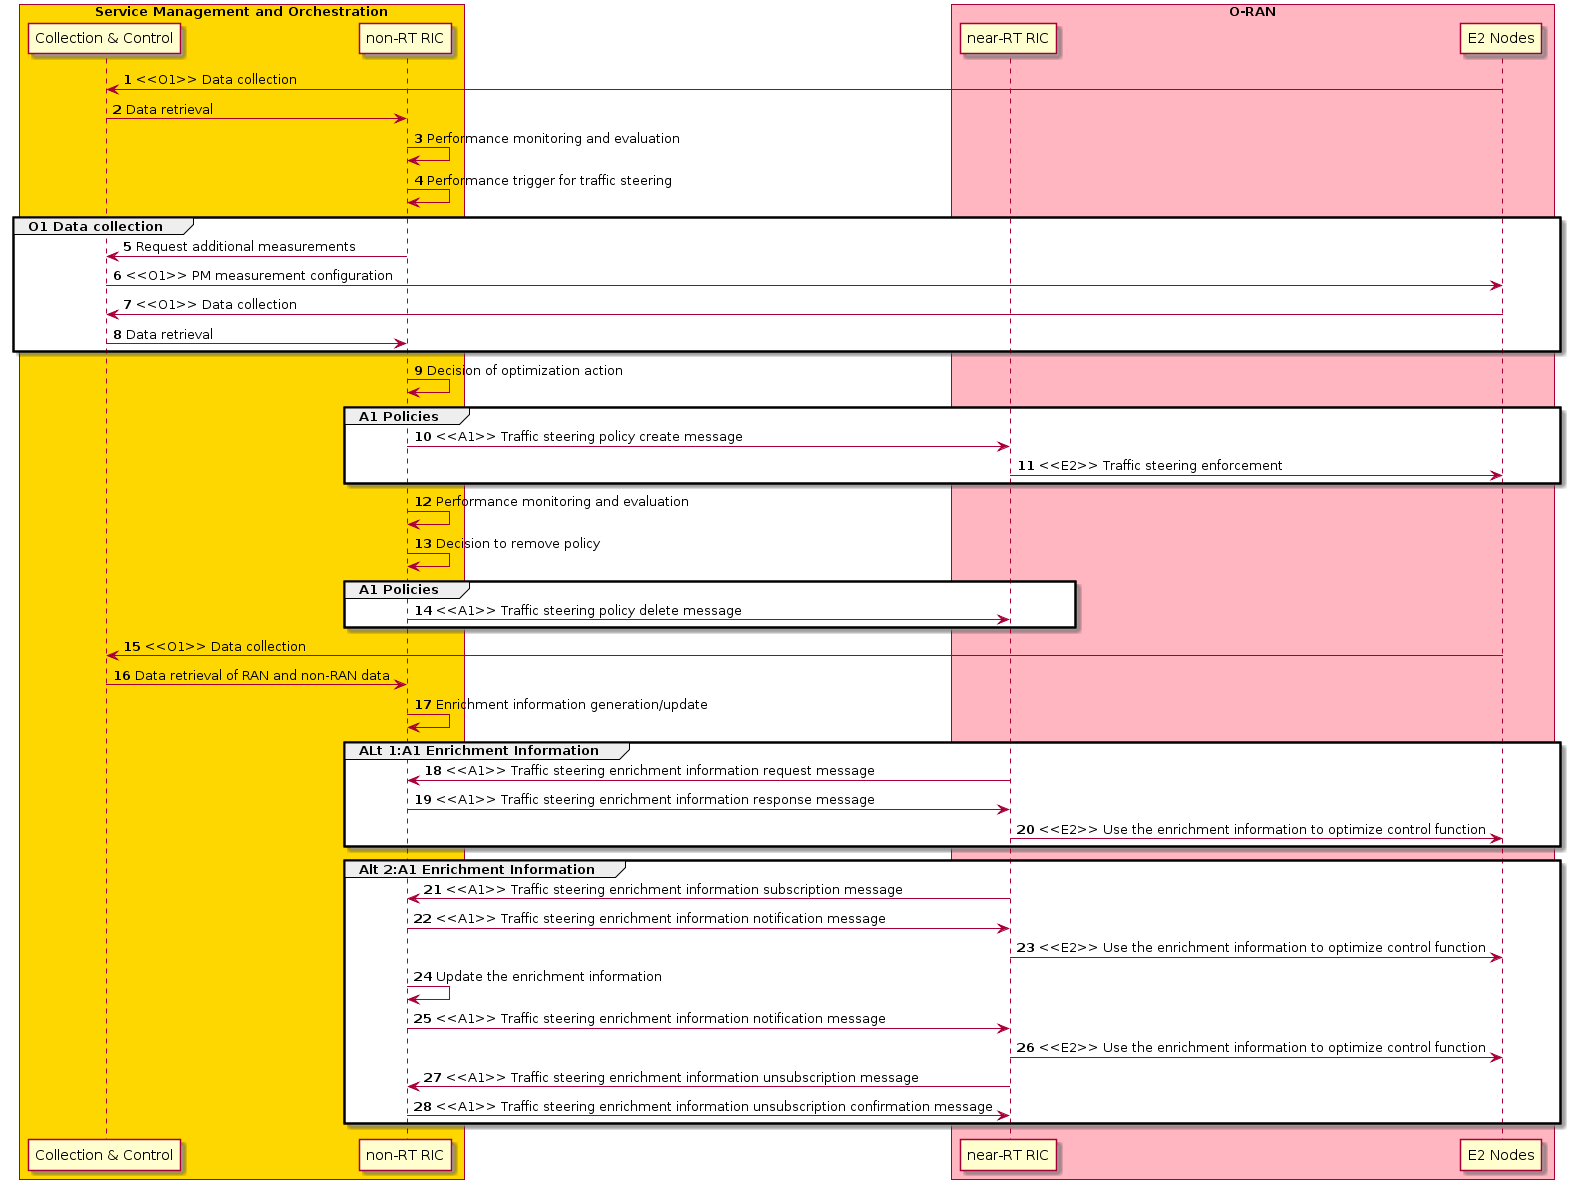 Service Management and Orchestration
O-RAN
Collection & Control
non-RT RIC
near-RT RIC
E2 Nodes
1 <<O1>> Data collection
2 Data retrieval
3 Performance monitoring and evaluation
4 Performance trigger for traffic steering
O1 Data collection
5 Request additional measurements
6 <<O1>> PM measurement configuration
7 <<O1>> Data collection
8 Data retrieval
9 Decision of optimization action
A1 Policies
10 <<A1>> Traffic steering policy create message
11 <<E2>> Traffic steering enforcement
12 Performance monitoring and evaluation
13 Decision to remove policy
A1 Policies
14 <<A1>> Traffic steering policy delete message
15 <<O1>> Data collection
16 Data retrieval of RAN and non-RAN data
17 Enrichment information generation/update
ALt 1:A1 Enrichment Information
18 <<A1>> Traffic steering enrichment information request message
19 <<A1>> Traffic steering enrichment information response message
20 <<E2>> Use the enrichment information to optimize control function
Alt 2:A1 Enrichment Information
21 <<A1>> Traffic steering enrichment information subscription message
22 <<A1>> Traffic steering enrichment information notification message
23 <<E2>> Use the enrichment information to optimize control function
24 Update the enrichment information
25 <<A1>> Traffic steering enrichment information notification message
26 <<E2>> Use the enrichment information to optimize control function
27 <<A1>> Traffic steering enrichment information unsubscription message
28 <<A1>> Traffic steering enrichment information unsubscription confirmation message
Collection & Control
non-RT RIC
near-RT RIC
E2 Nodes